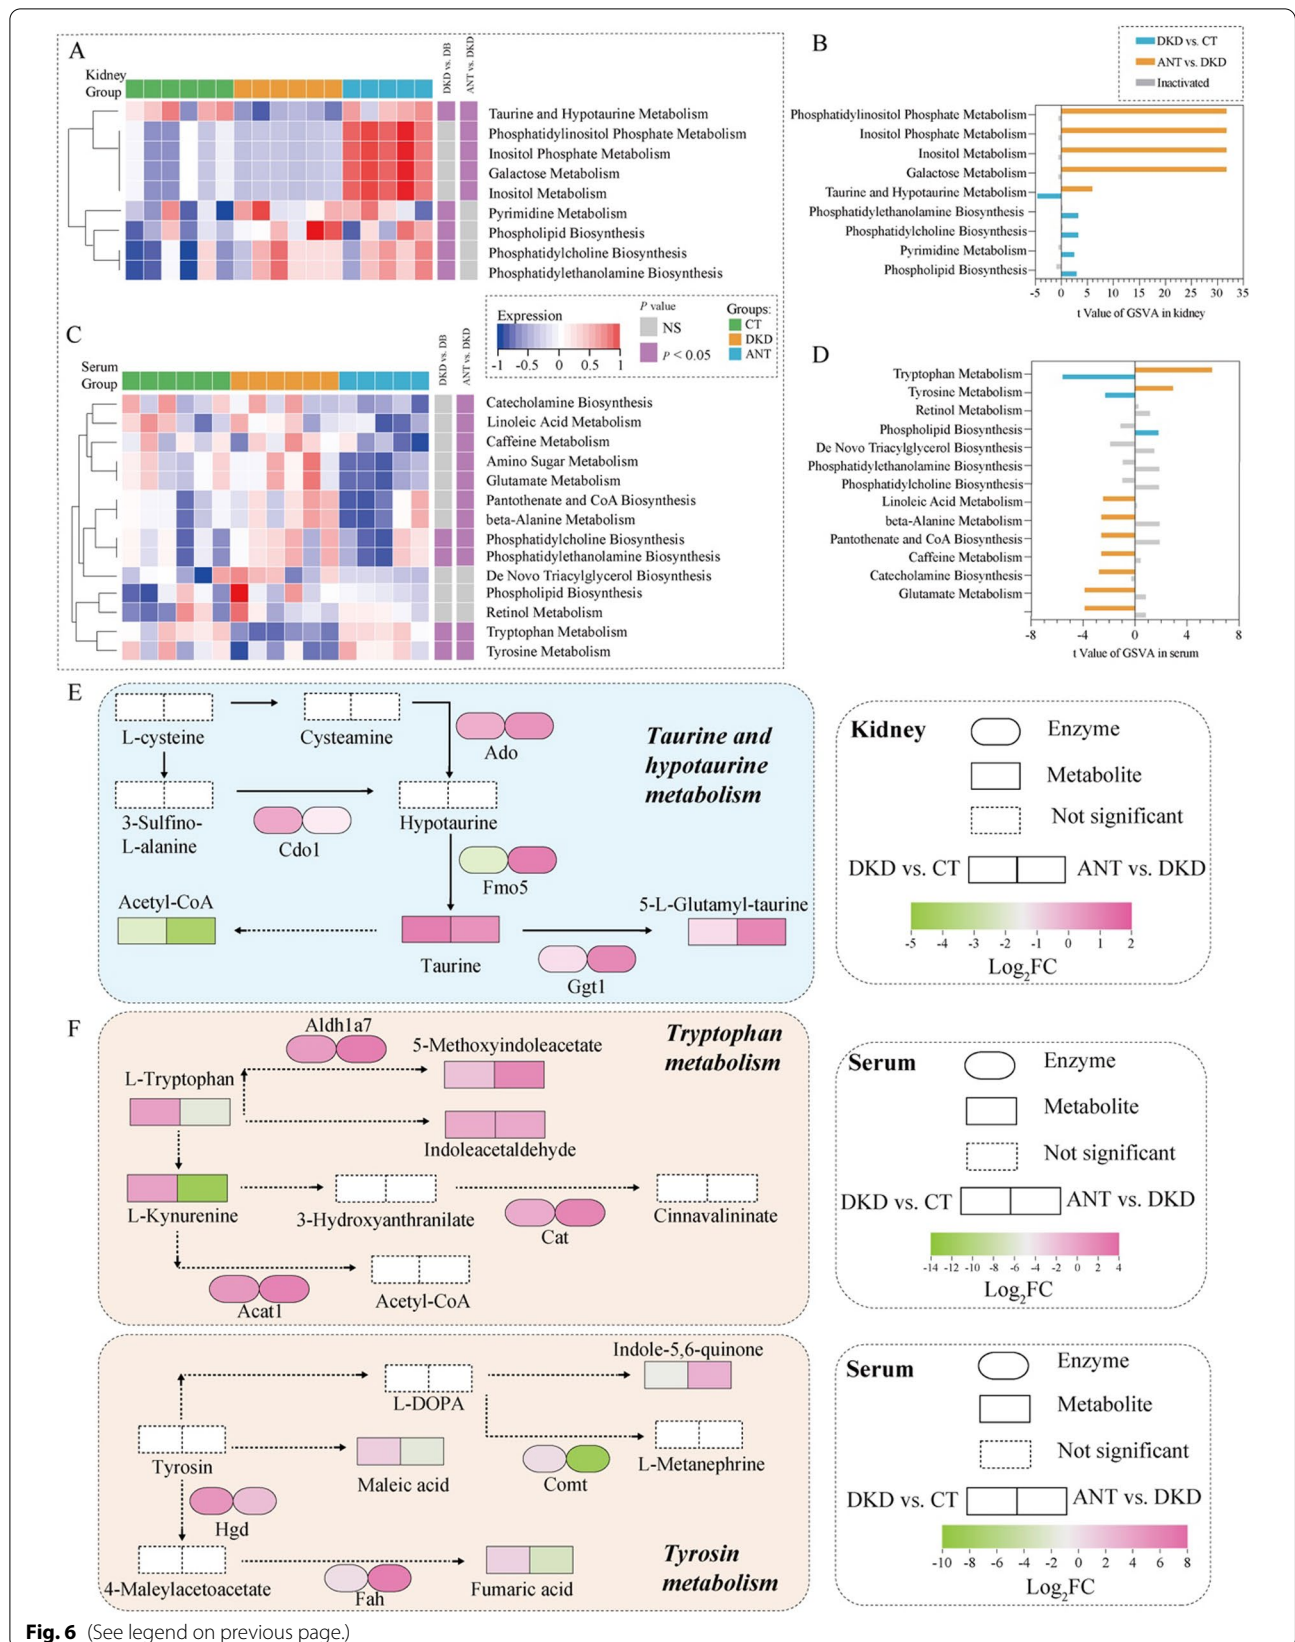 A
Kidney
Group
DKD vs. DB
ANT vs. DKD
Taurine and Hypotaurine Metabolism
Phosphatidylinositol Phosphate Metabolism
Inositol Phosphate Metabolism
Galactose Metabolism
Inositol Metabolism
Pyrimidine Metabolism
Phospholipid Biosynthesis
Phosphatidylcholine Biosynthesis
Phosphatidylethanolamine Biosynthesis
B
DKD vs. CT
ANT vs. DKD
Inactivated
Phosphatidylinositol Phosphate Metabolism
Inositol Phosphate Metabolism
Inositol Metabolism
Galactose Metabolism
Taurine and Hypotaurine Metabolism
Phosphatidylethanolamine Biosynthesis
Phosphatidylcholine Biosynthesis
Pyrimidine Metabolism
Phospholipid Biosynthesis
-5 0 5 10 15 20 25 30 35
t Value of GSVA in kidney
Expression
-1 -0.5 0 0.5 1
P value
NS
P < 0.05
Groups:
CT
DKD
ANT
C
Serum
Group
DKD vs. DB
ANT vs. DKD
Catecholamine Biosynthesis
Linoleic Acid Metabolism
Caffeine Metabolism
Amino Sugar Metabolism
Glutamate Metabolism
Pantothenate and CoA Biosynthesis
beta-Alanine Metabolism
Phosphatidylcholine Biosynthesis
Phosphatidylethanolamine Biosynthesis
De Novo Triacylglycerol Biosynthesis
Phospholipid Biosynthesis
Retinol Metabolism
Tryptophan Metabolism
Tyrosine Metabolism
D
Tryptophan Metabolism
Tyrosine Metabolism
Retinol Metabolism
Phospholipid Biosynthesis
De Novo Triacylglycerol Biosynthesis
Phosphatidylethanolamine Biosynthesis
Phosphatidylcholine Biosynthesis
Linoleic Acid Metabolism
beta-Alanine Metabolism
Pantothenate and CoA Biosynthesis
Caffeine Metabolism
Catecholamine Biosynthesis
Glutamate Metabolism
-8 -4 0 4 8
t Value of GSVA in serum
E
L-cysteine
Cysteamine
Ado
Taurine and
hypotaurine
metabolism
3-Sulfino-
L-alanine
Cdo1
Hypotaurine
Fmo5
Acetyl-CoA
Taurine
5-L-Glutamyl-taurine
Ggt1
Kidney
Enzyme
Metabolite
Not significant
DKD vs. CT
ANT vs. DKD
-5 -4 -3 -2 -1 0 1 2
Log2FC
F
Aldh1a7
Tryptophan
metabolism
5-Methoxyindoleacetate
L-Tryptophan
Indoleacetaldehyde
L-Kynurenine
3-Hydroxyanthranilate
Cat
Cinnavalininate
Acat1
Acetyl-CoA
Serum
Enzyme
Metabolite
Not significant
DKD vs. CT
ANT vs. DKD
-14 -12 -10 -8 -6 -4 -2 0 2 4
Log2FC
Indole-5,6-quinone
L-DOPA
Tyrosin
Maleic acid
Comt
L-Metanephrine
Hgd
4-Maleylacetoacetate
Fah
Fumaric acid
Tyrosin
metabolism
Serum
Enzyme
Metabolite
Not significant
DKD vs. CT
ANT vs. DKD
-10 -8 -6 -4 -2 0 2 4 6 8
Log2FC
Fig. 6 (See legend on previous page.)